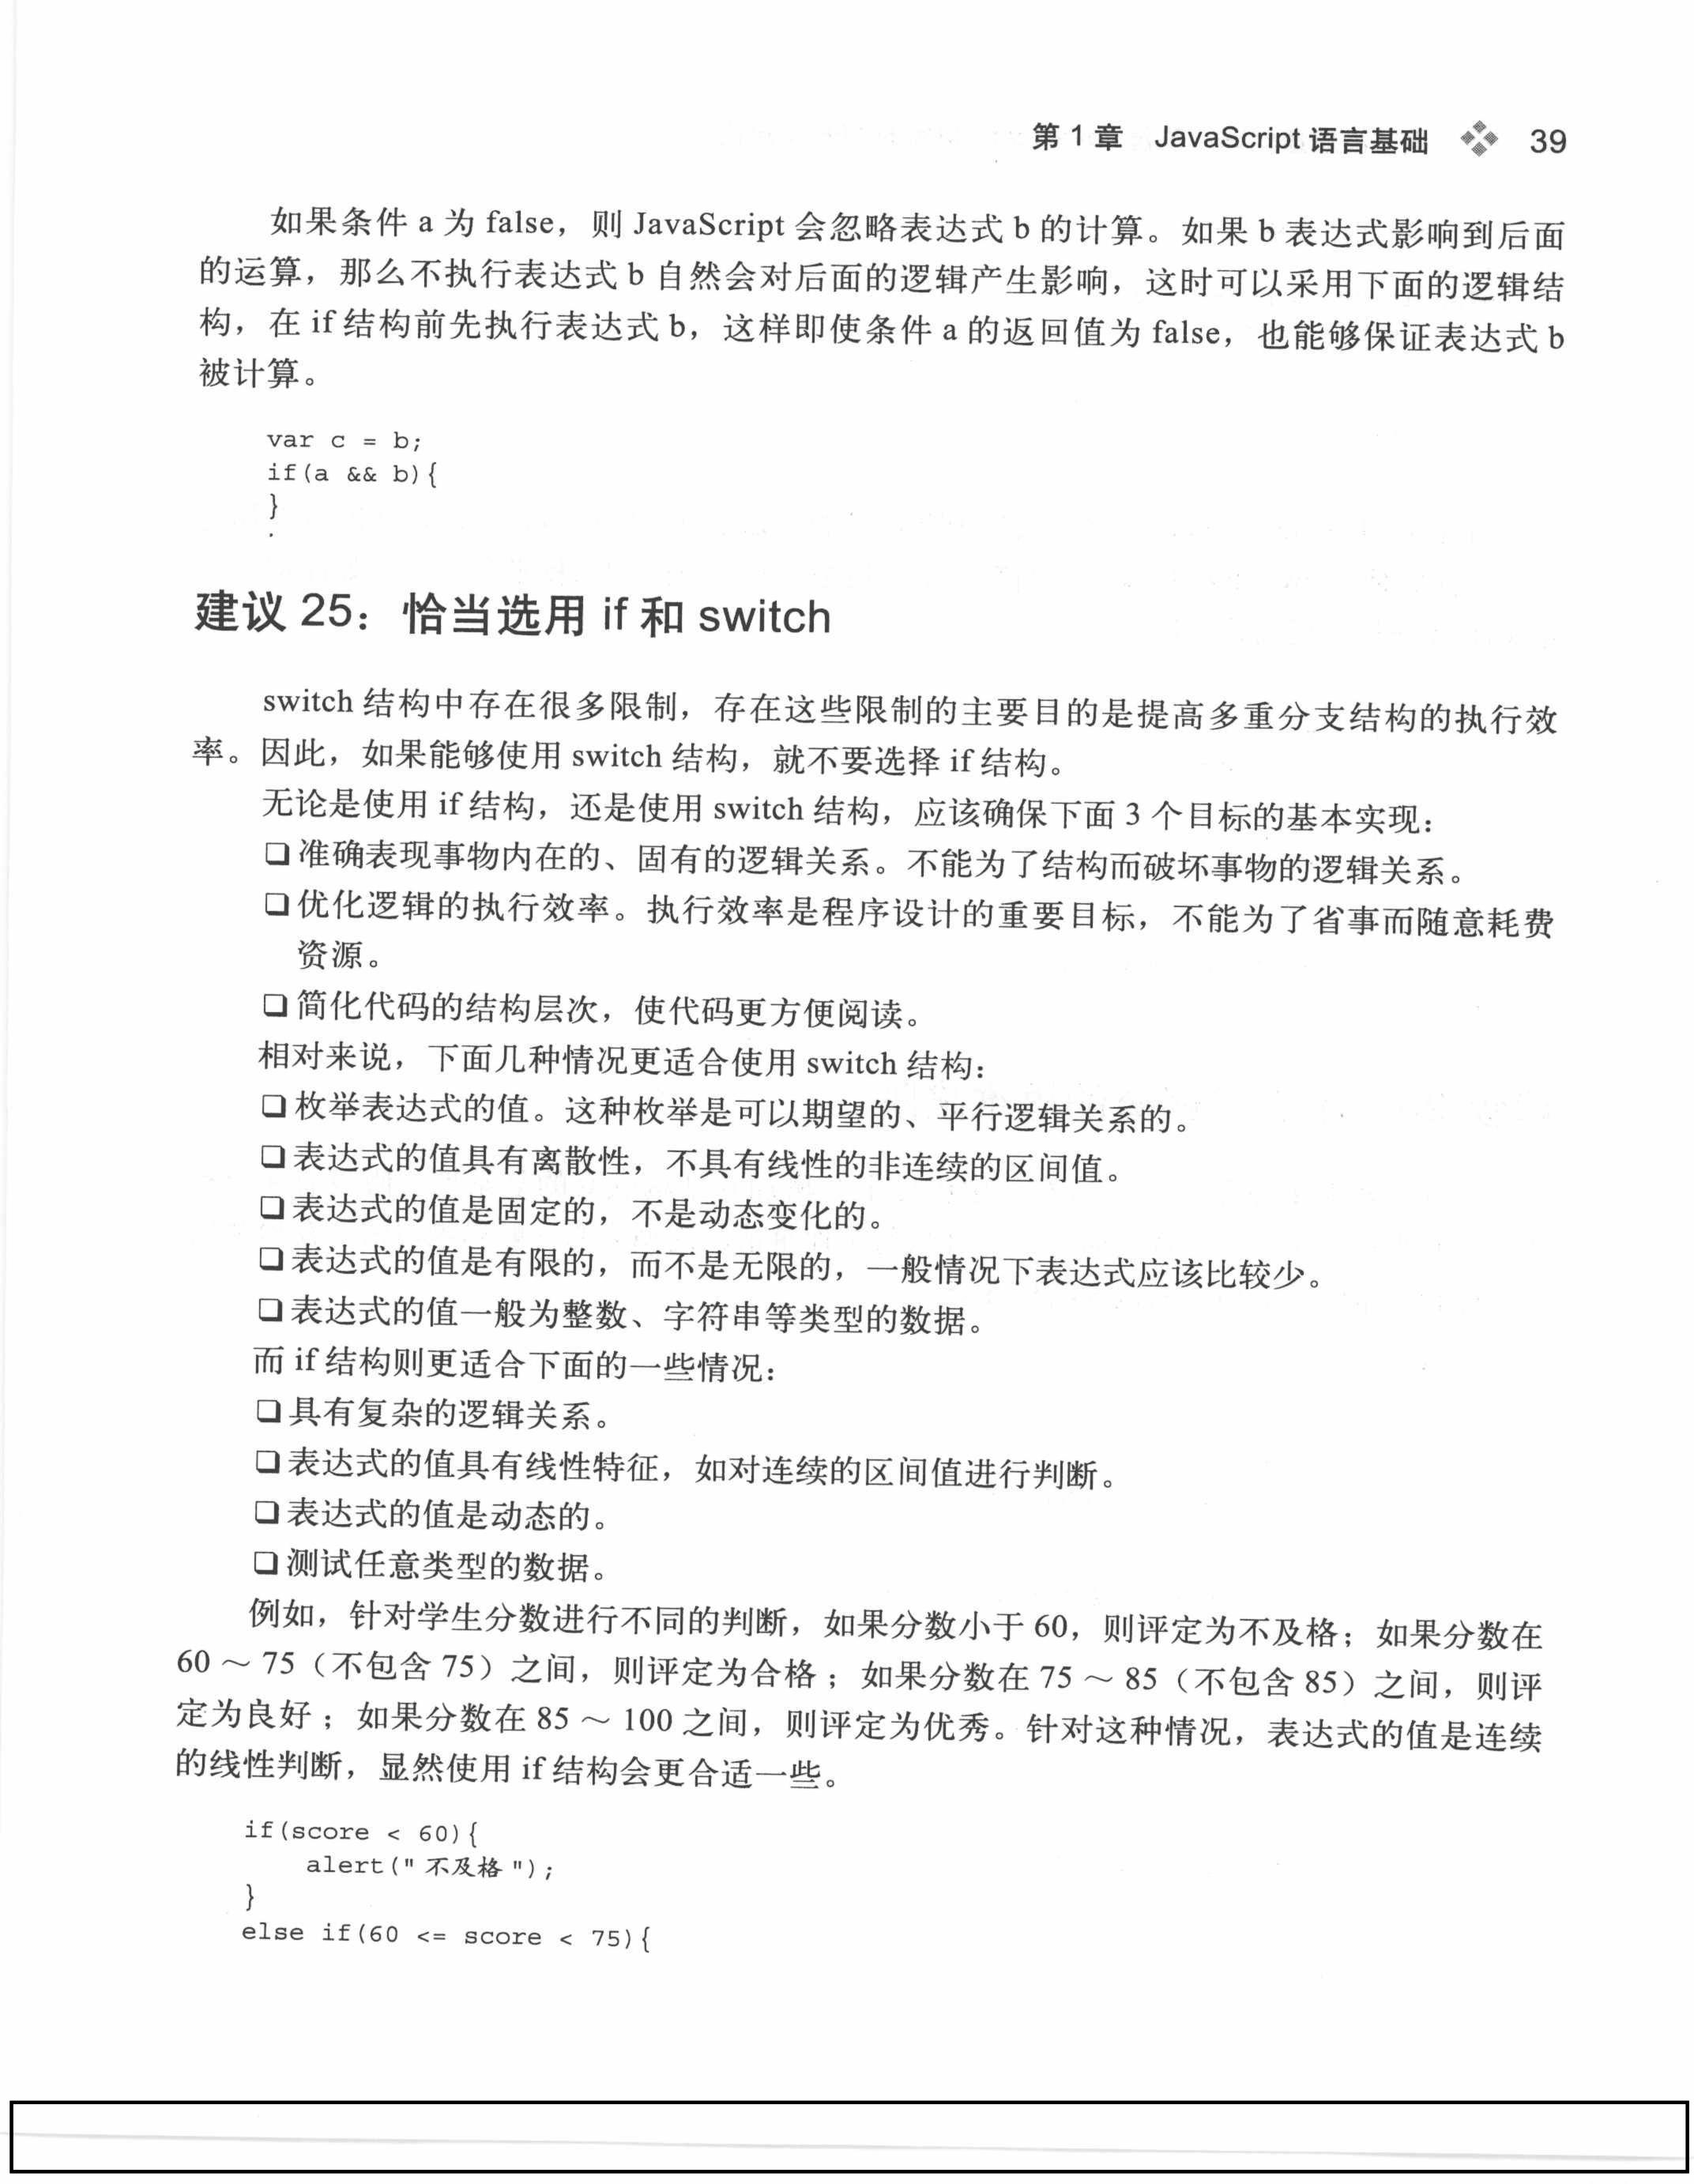 第 1 章 JavaScript 语言基础 39
如果条件 a 为 false，则 JavaScript 会忽略表达式 b 的计算。如果 b 表达式影响到后面
的运算，那么不执行表达式 b 自然会对后面的逻辑产生影响，这时可以采用下面的逻辑结
构，在 if 结构前先执行表达式 b，这样即使条件 a 的返回值为 false，也能够保证表达式 b
被计算。
var c = b;
if(a && b){
}
建议 25：恰当选用 if 和 switch
switch 结构中存在很多限制，存在这些限制的主要目的是提高多重分支结构的执行效
率。因此，如果能够使用 switch 结构，就不要选择 if 结构。
无论是使用 if 结构，还是使用 switch 结构，应该确保下面 3 个目标的基本实现：
❑ 准确表现事物内在的、固有的逻辑关系。不能为了结构而破坏事物的逻辑关系。
❑ 优化逻辑的执行效率。执行效率是程序设计的重要目标，不能为了省事而随意耗费
资源。
❑ 简化代码的结构层次，使代码更方便阅读。
相对来说，下面几种情况更适合使用 switch 结构：
❑ 枚举表达式的值。这种枚举是可以期望的、平行逻辑关系的。
❑ 表达式的值具有离散性，不具有线性的非连续的区间值。
❑ 表达式的值是固定的，不是动态变化的。
❑ 表达式的值是有限的，而不是无限的，一般情况下表达式应该比较少。
❑ 表达式的值一般为整数、字符串等类型的数据。
而 if 结构则更适合下面的一些情况：
❑ 具有复杂的逻辑关系。
❑ 表达式的值具有线性特征，如对连续的区间值进行判断。
❑ 表达式的值是动态的。
❑ 测试任意类型的数据。
例如，针对学生分数进行不同的判断，如果分数小于 60，则评定为不及格；如果分数在
60 ～ 75（不包含 75）之间，则评定为合格；如果分数在 75 ～ 85（不包含 85）之间，则评
定为良好；如果分数在 85 ～ 100 之间，则评定为优秀。针对这种情况，表达式的值是连续
的线性判断，显然使用 if 结构会更合适一些。
if(score < 60){
alert(" 不及格 ");
}
else if(60 <= score < 75){